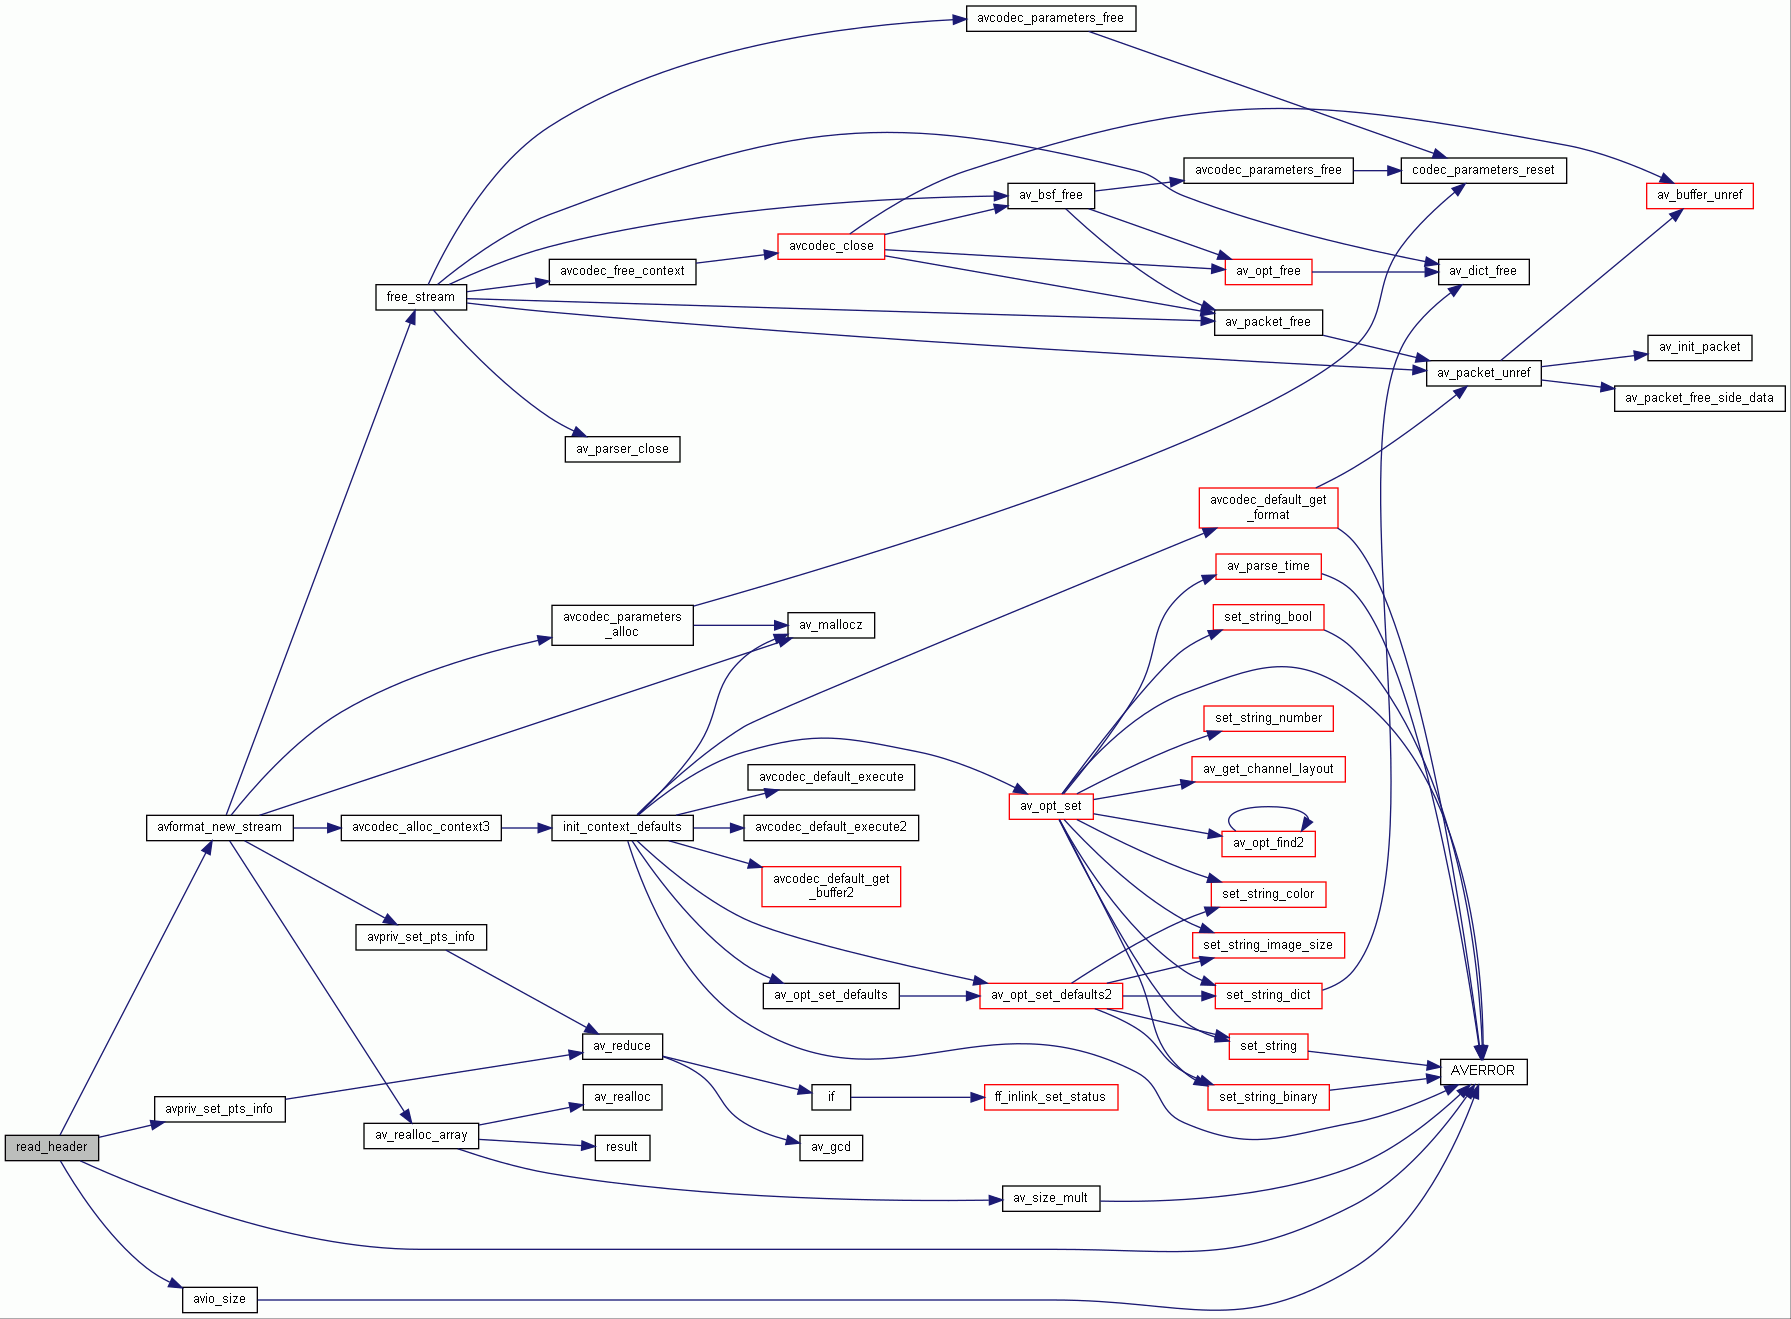 avcodec_parameters_free
avcodec_parameters_free
codec_parameters_reset
av_bsf_free
av_buffer_unref
avcodec_close
avcodec_free_context
av_opt_free
av_dict_free
free_stream
av_packet_free
av_init_packet
av_packet_unref
av_packet_free_side_data
av_parser_close
avcodec_default_get
_format
av_parse_time
avcodec_parameters
_alloc
av_mallocz
set_string_bool
set_string_number
av_get_channel_layout
avcodec_default_execute
av_opt_set
avformat_new_stream
avcodec_alloc_context3
init_context_defaults
avcodec_default_execute2
av_opt_find2
avcodec_default_get
_buffer2
set_string_color
avpriv_set_pts_info
set_string_image_size
av_opt_set_defaults
av_opt_set_defaults2
set_string_dict
av_reduce
set_string
AVERROR
av_realloc
if
ff_inlink_set_status
set_string_binary
avpriv_set_pts_info
av_realloc_array
read_header
result
av_gcd
av_size_mult
avio_size